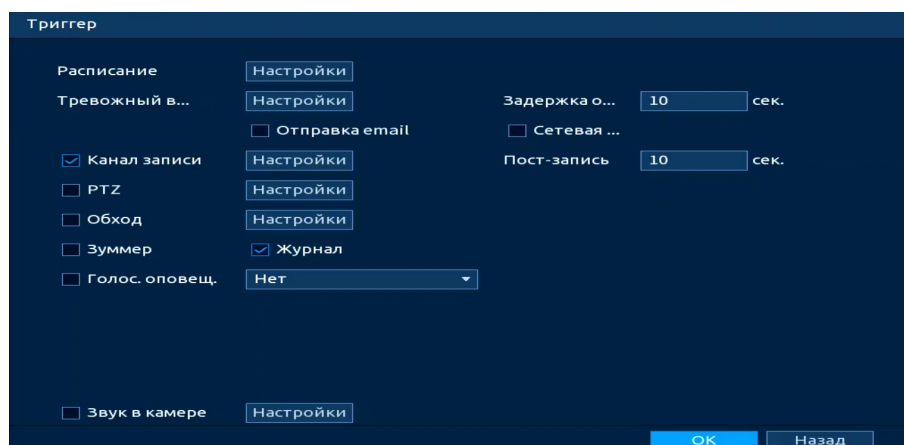 Триггер
Расписание Настройки
Тревожный в... Настройки Задержка о... 10 сек.
Отправка email Сетевая ...
Канал записи Настройки Пост-запись 10 сек.
PTZ Настройки
Обход Настройки
Зуммер Журнал
Голос. оповещ. Нет
Звук в камере Настройки
OK Назад